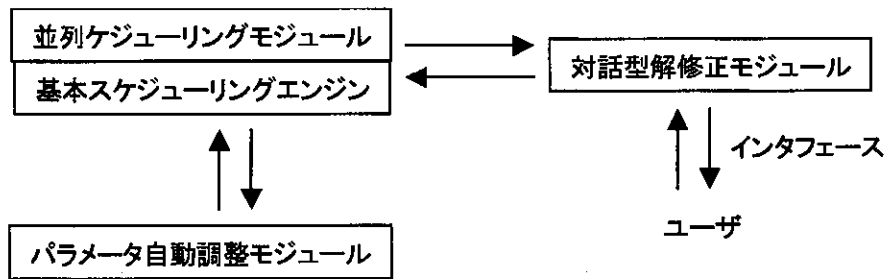 並列ケジューリングモジュール
基本スケジューリングエンジン
対話型解修正モジュール
インタフェース
ユーザ
パラメータ自動調整モジュール